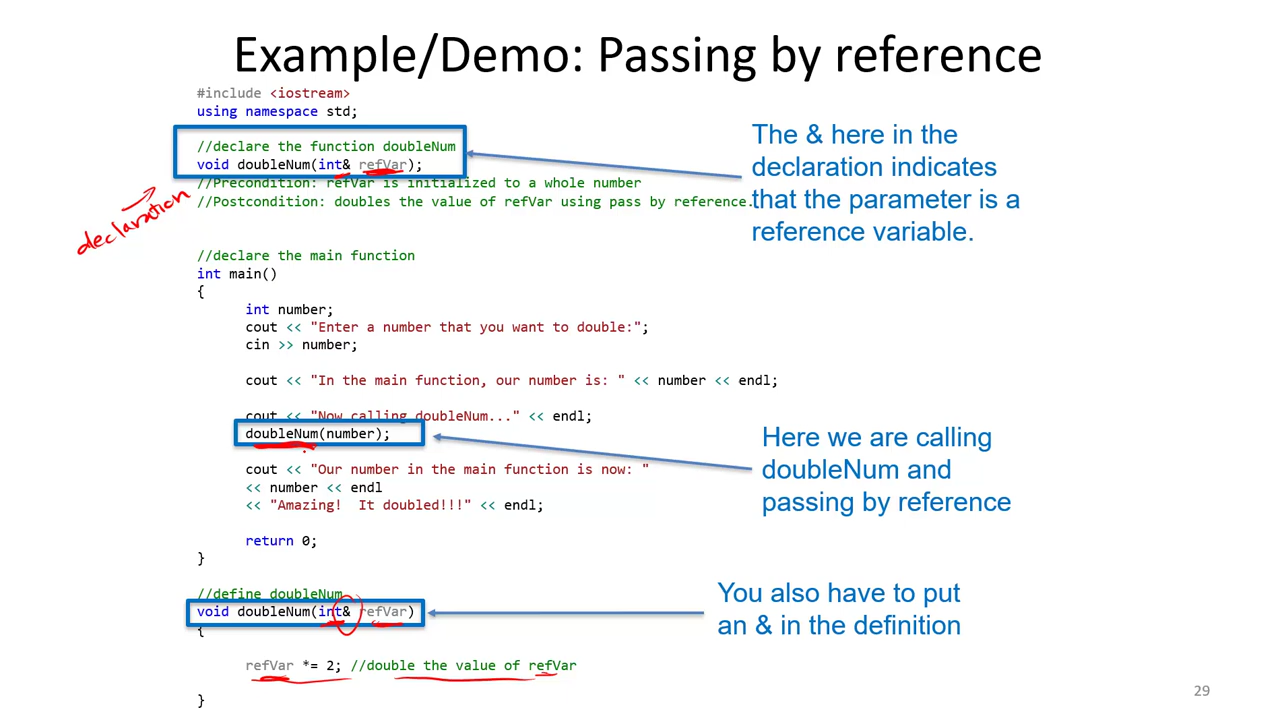 Example/Demo: Passing by reference
#include <iostream>
using namespace std;
//declare the function doubleNum
void doubleNum(int& refVar);
//Precondition: refVar is initialized to a whole number
//Postcondition: doubles the value of refVar using pass by reference.
declaration
The & here in the
declaration indicates
that the parameter is a
reference variable.
//declare the main function
int main()
{
int number;
cout << "Enter a number that you want to double:";
cin >> number;
cout << "In the main function, our number is: " << number << endl;
cout << "Now calling doubleNum..." << endl;
doubleNum(number);
cout << "Our number in the main function is now: "
<< number << endl
<< "Amazing!  It doubled!!!" << endl;
return 0;
}
Here we are calling
doubleNum and
passing by reference
//define doubleNum
void doubleNum(int& refVar)
{
refVar *= 2; //double the value of refVar
}
You also have to put
an & in the definition
29